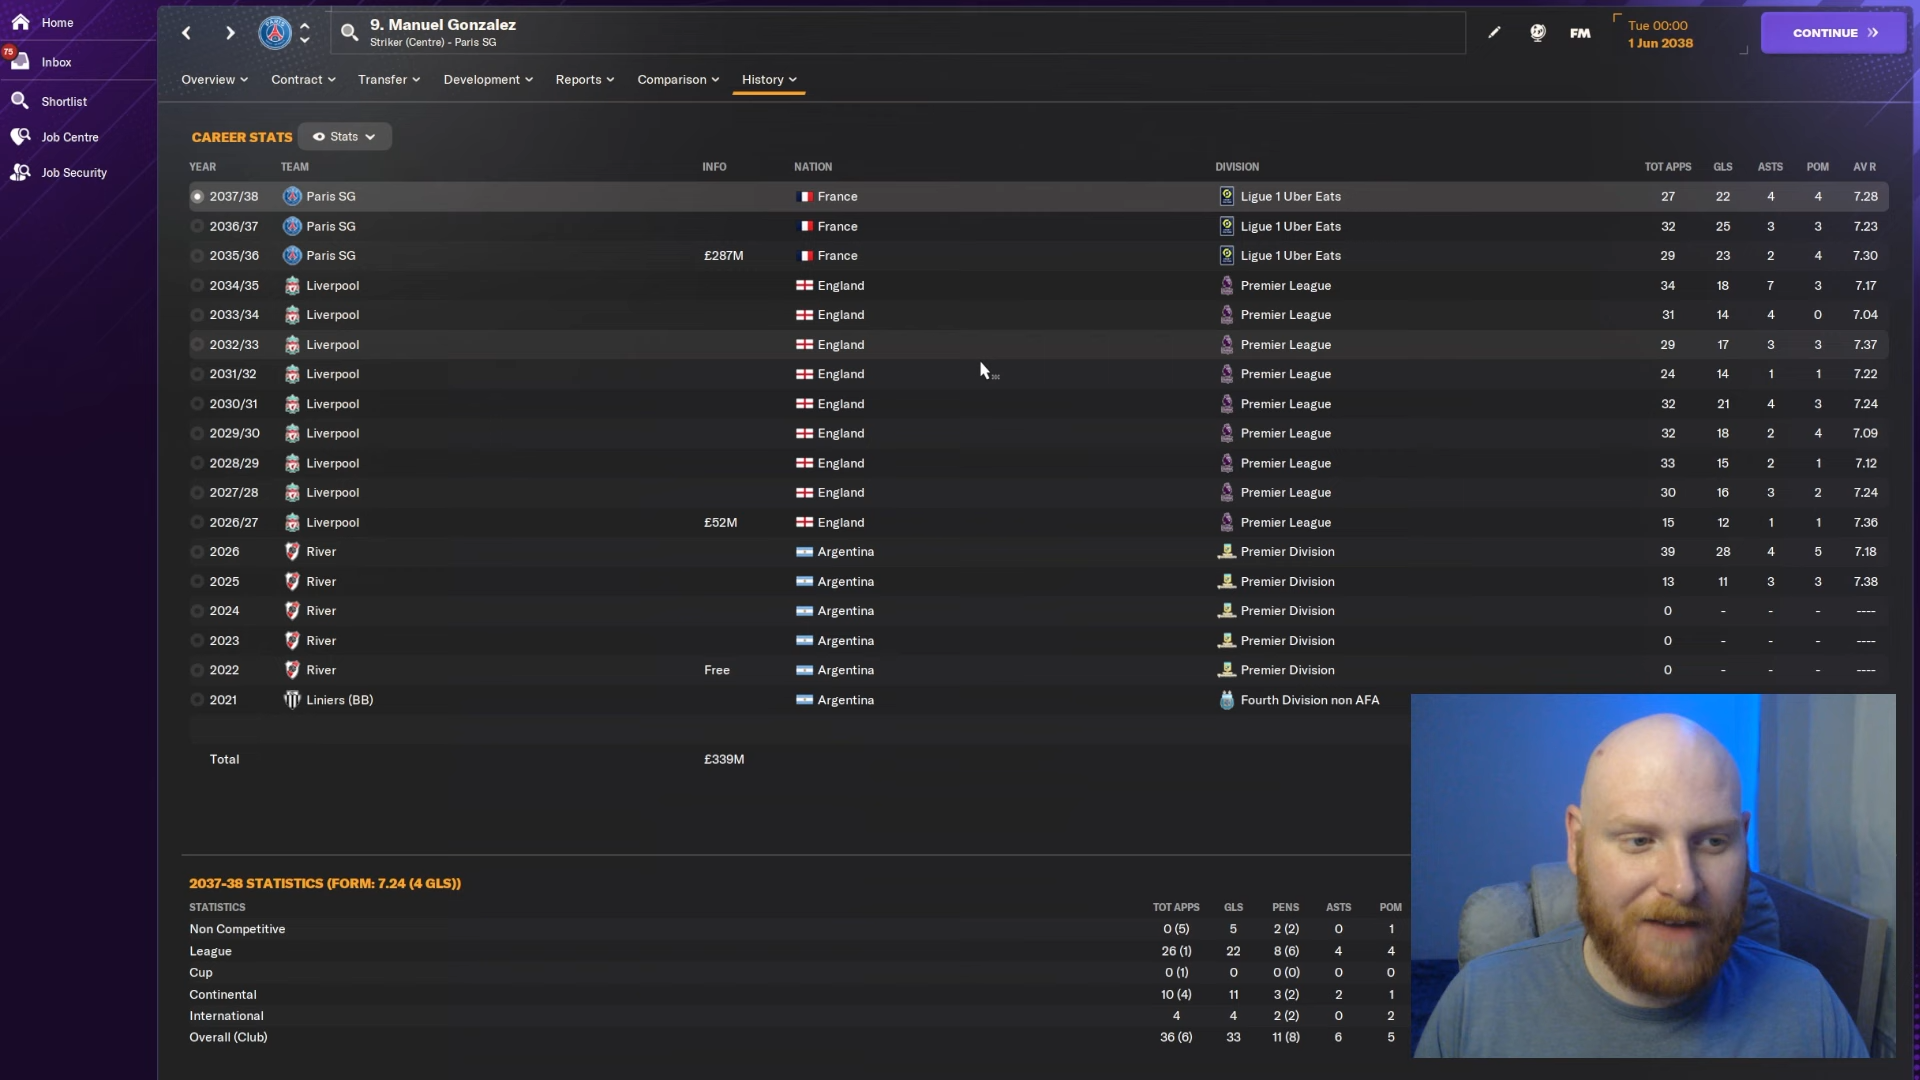 Home
75
Inbox
Shortlist
Job Centre
Job Security
9. Manuel Gonzalez
Striker (Centre) - Paris SG
FM
Tue 00:00
1 Jun 2038
CONTINUE
Overview Contract Transfer Development Reports Comparison History
CAREER STATS Stats
YEAR TEAM INFO NATION DIVISION TOT APPS GLS ASTS POM AV R
2037/38 Paris SG France Ligue 1 Uber Eats 27 22 4 4 7.28
2036/37 Paris SG France Ligue 1 Uber Eats 32 25 3 3 7.23
2035/36 Paris SG £287M France Ligue 1 Uber Eats 29 23 2 4 7.30
2034/35 Liverpool England Premier League 34 18 7 3 7.17
2033/34 Liverpool England Premier League 31 14 4 0 7.04
2032/33 Liverpool England Premier League 29 17 3 3 7.37
2031/32 Liverpool England Premier League 24 14 1 1 7.22
2030/31 Liverpool England Premier League 32 21 4 3 7.24
2029/30 Liverpool England Premier League 32 18 2 4 7.09
2028/29 Liverpool England Premier League 33 15 2 1 7.12
2027/28 Liverpool England Premier League 30 16 3 2 7.24
2026/27 Liverpool £52M England Premier League 15 12 1 1 7.36
2026 River Argentina Premier Division 39 28 4 5 7.18
2025 River Argentina Premier Division 13 11 3 3 7.38
2024 River Argentina Premier Division 0 - - - ----
2023 River Argentina Premier Division 0 - - - ----
2022 River Free Argentina Premier Division 0 - - - ----
2021 Liniers (BB) Argentina Fourth Division non AFA
Total £339M
2037-38 STATISTICS (FORM: 7.24 (4 GLS))
STATISTICS TOT APPS GLS PENS ASTS POM
Non Competitive 0 (5) 5 2 (2) 0 1
League 26 (1) 22 8 (6) 4 4
Cup 0 (1) 0 0 (0) 0 0
Continental 10 (4) 11 3 (2) 2 1
International 4 4 2 (2) 0 2
Overall (Club) 36 (6) 33 11 (8) 6 5